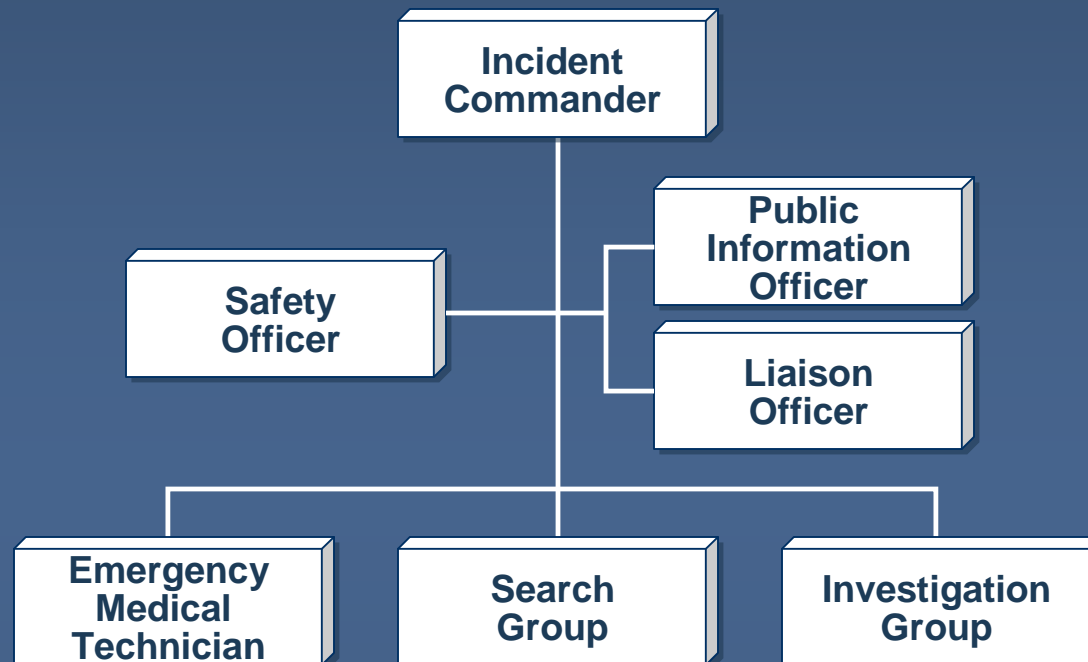 Incident
Commander
Public
Information
Officer
Safety
Officer
Liaison
Officer
Emergency
Medical
Technician
Search
Group
Investigation
Group